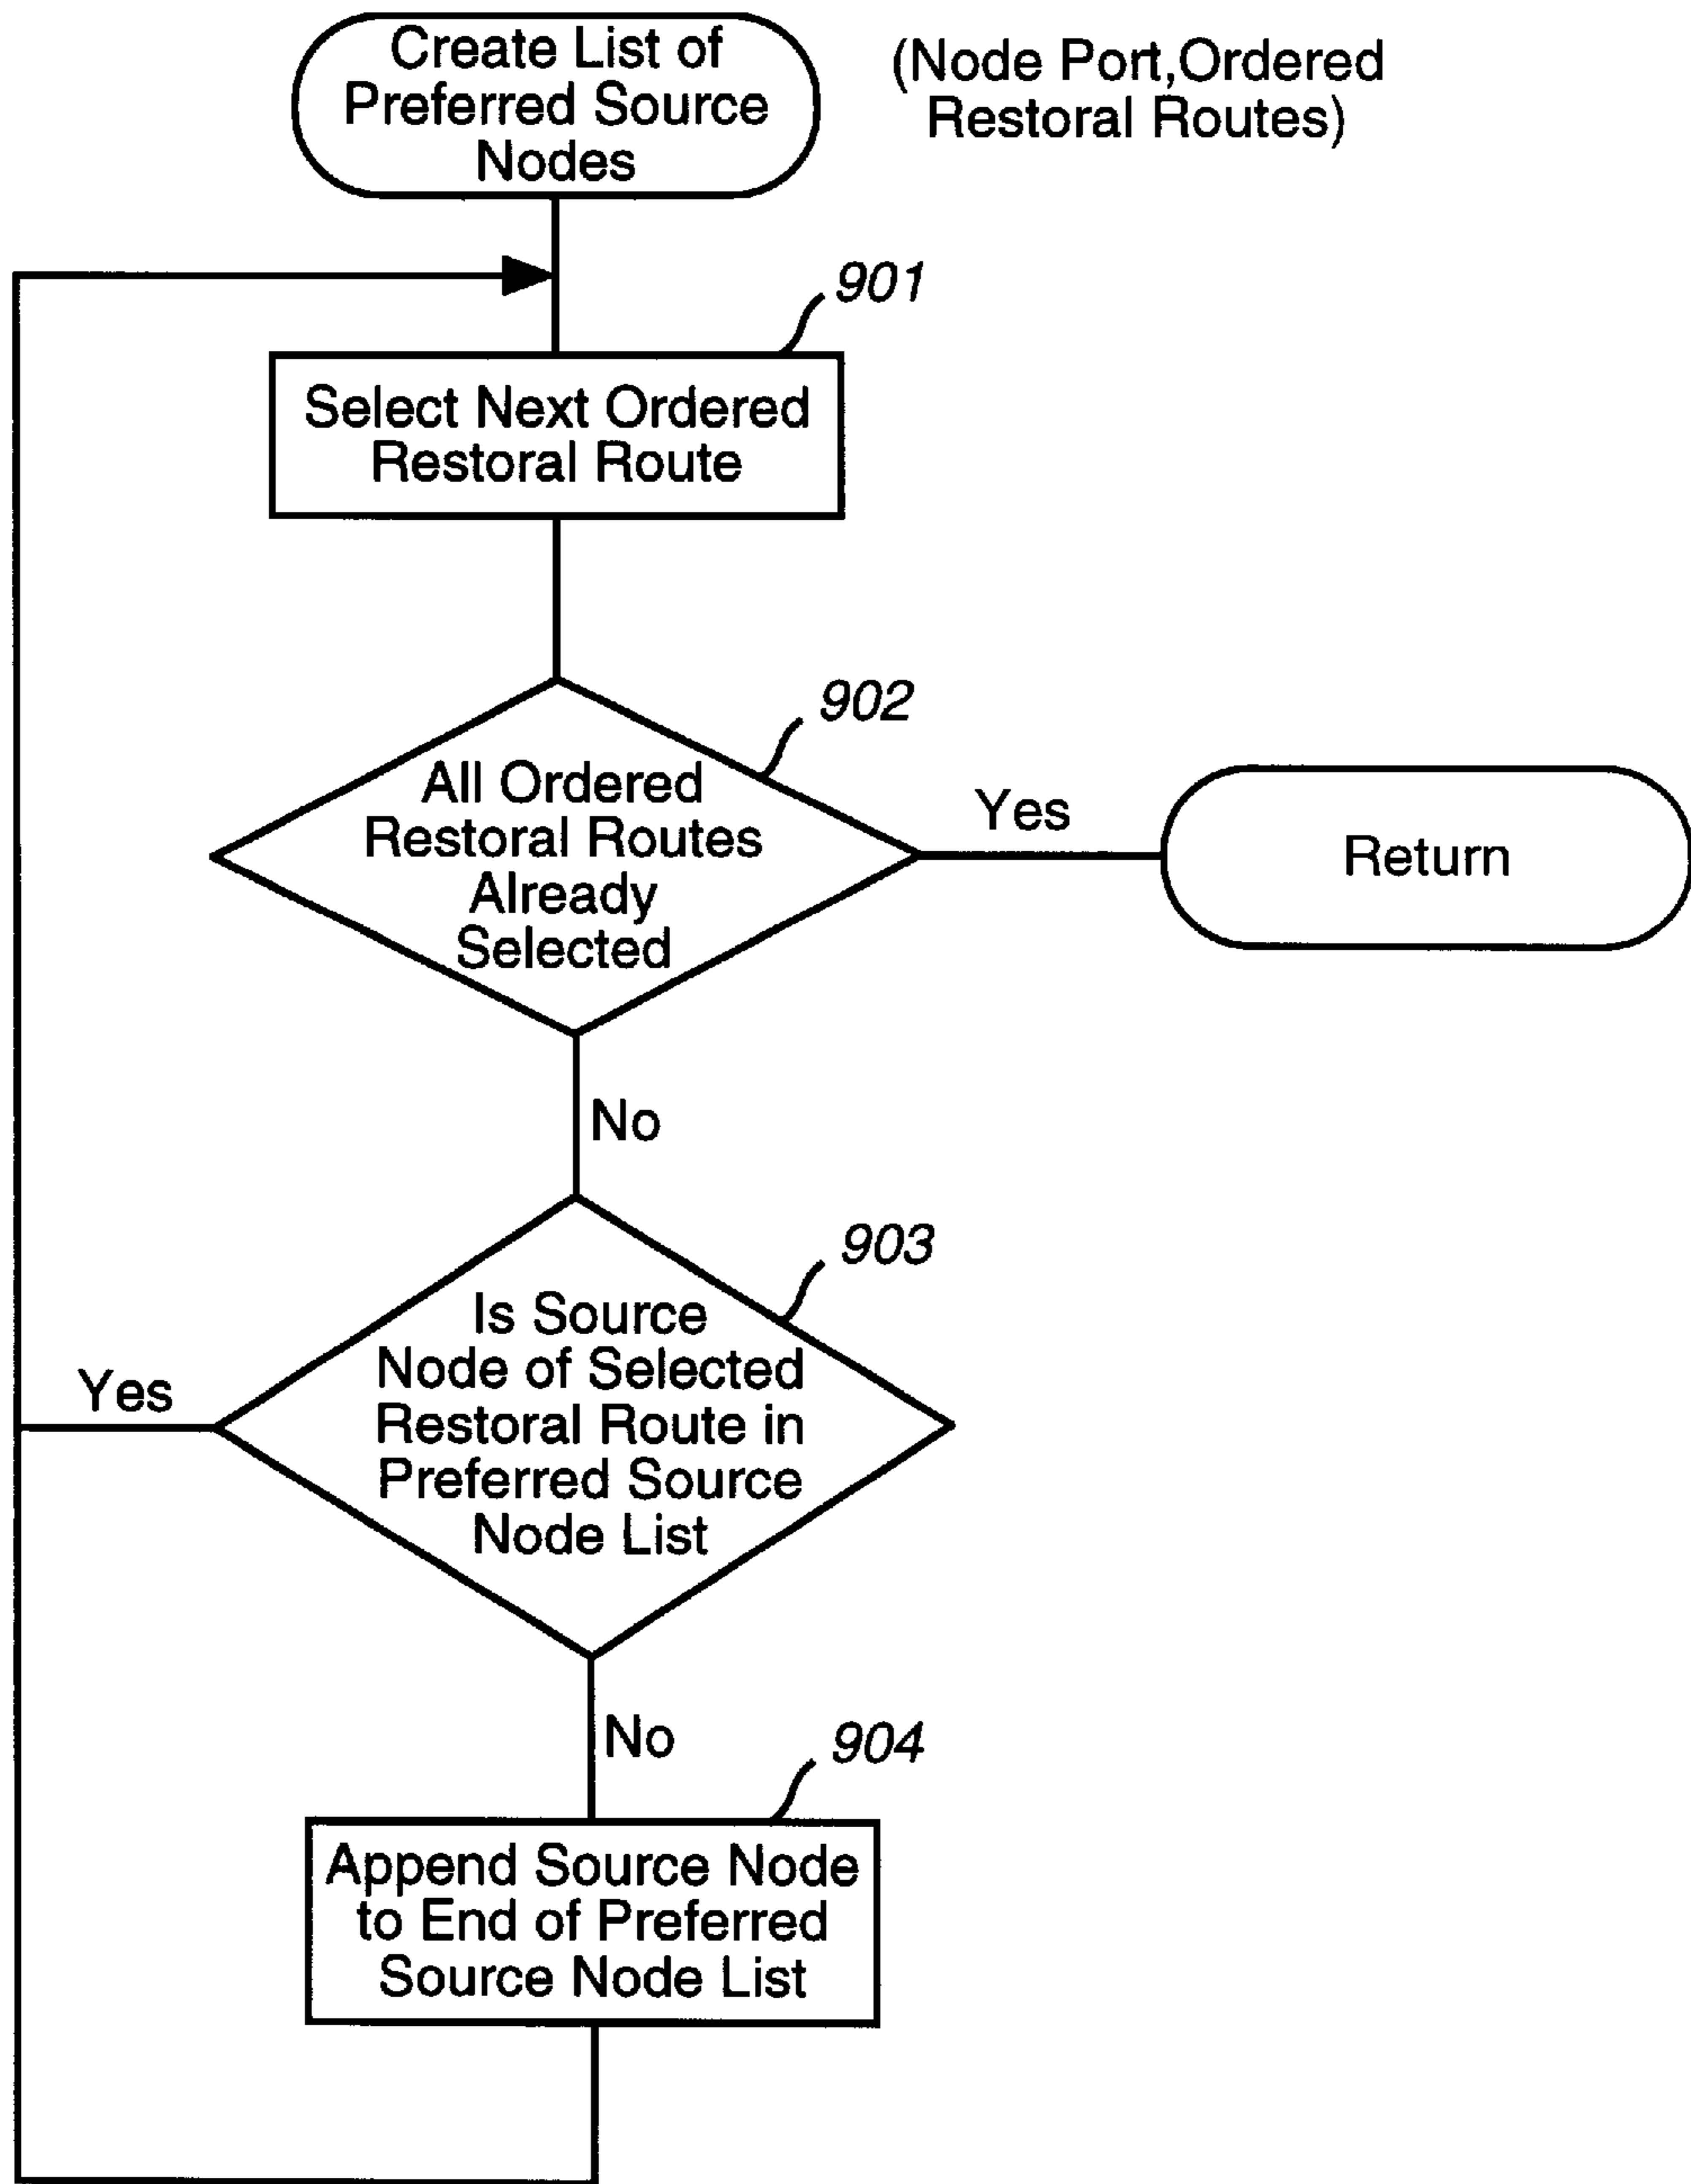 Create List of
Preferred Source
Nodes
(Node Port,Ordered
Restoral Routes)
901
Select Next Ordered
Restoral Route
902
All Ordered
Restoral Routes
Already
Selected
Yes
Return
No
903
Is Source
Node of Selected
Restoral Route in
Preferred Source
Node List
Yes
No
904
Append Source Node
to End of Preferred
Source Node List